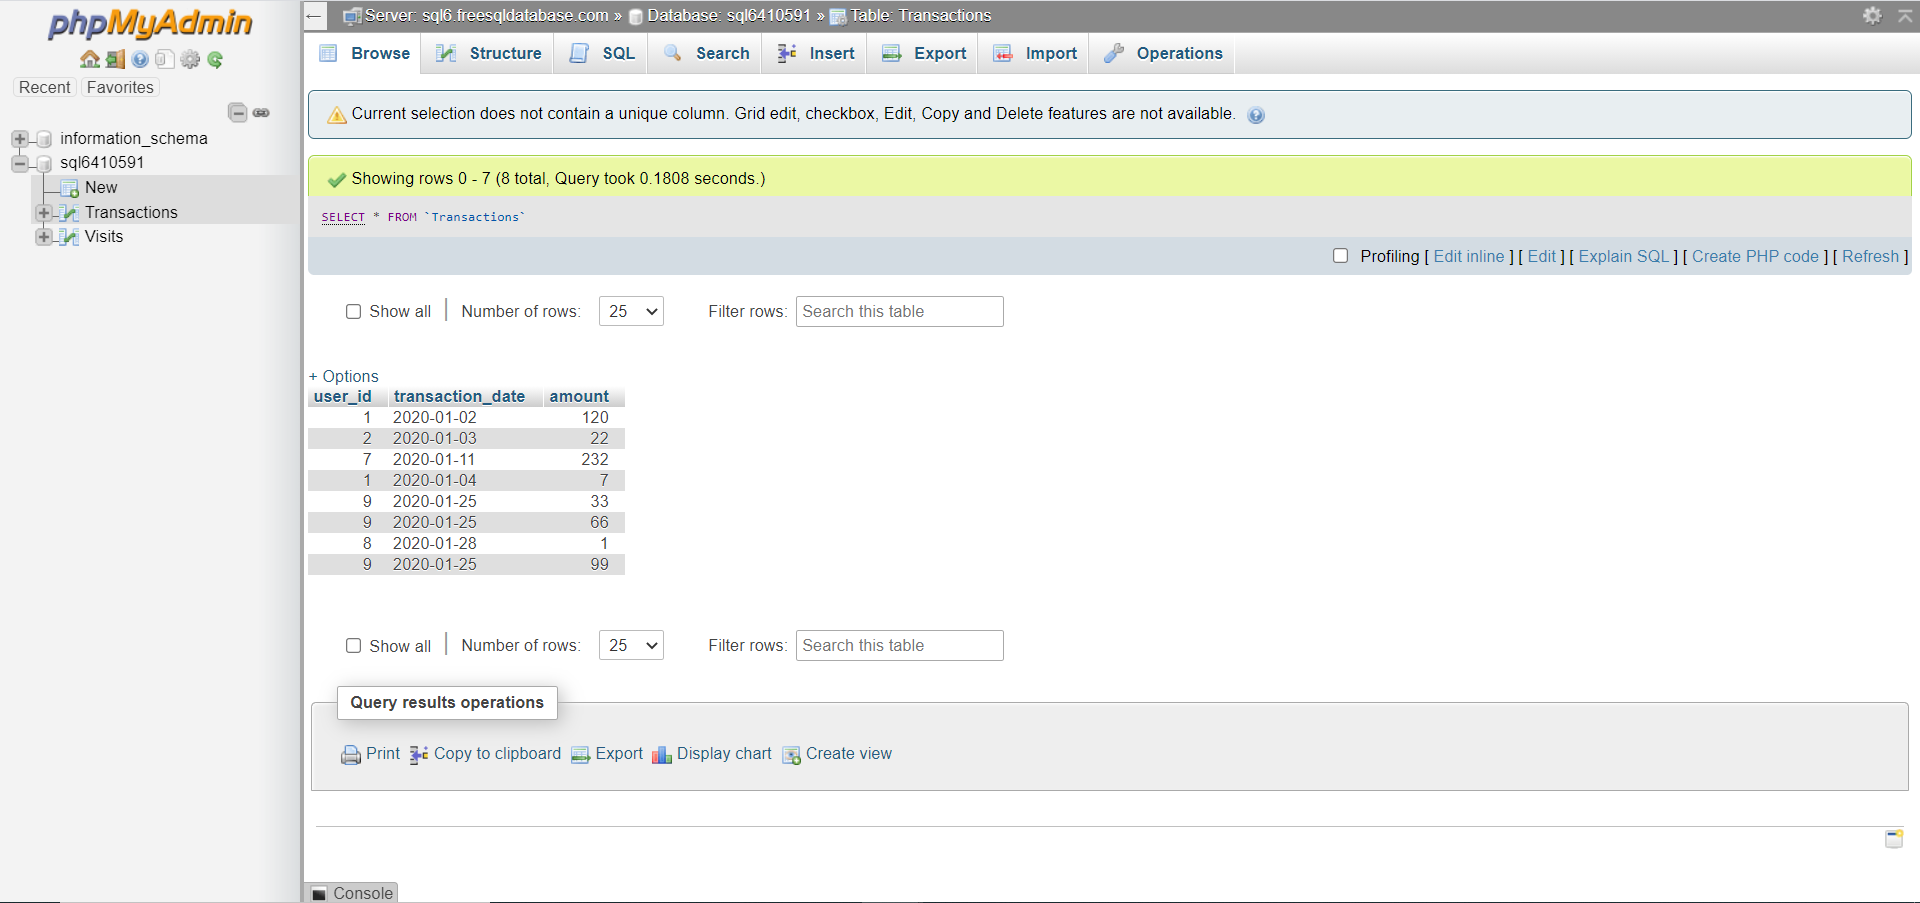 phpMyAdmin
Recent Favorites
information_schema
sql6410591
New
Transactions
Visits
← Server: sql6.freesqldatabase.com » Database: sql6410591 » Table: Transactions
Browse Structure SQL Search Insert Export Import Operations
Current selection does not contain a unique column. Grid edit, checkbox, Edit, Copy and Delete features are not available.
Showing rows 0 - 7 (8 total, Query took 0.1808 seconds.)
SELECT * FROM `Transactions`
Profiling [ Edit inline ] [ Edit ] [ Explain SQL ] [ Create PHP code ] [ Refresh ]
Show all | Number of rows: 25 Filter rows: Search this table
+ Options
user_id transaction_date amount
1 2020-01-02 120
2 2020-01-03 22
7 2020-01-11 232
1 2020-01-04 7
9 2020-01-25 33
9 2020-01-25 66
8 2020-01-28 1
9 2020-01-25 99
Show all | Number of rows: 25 Filter rows: Search this table
Query results operations
Print Copy to clipboard Export Display chart Create view
Console